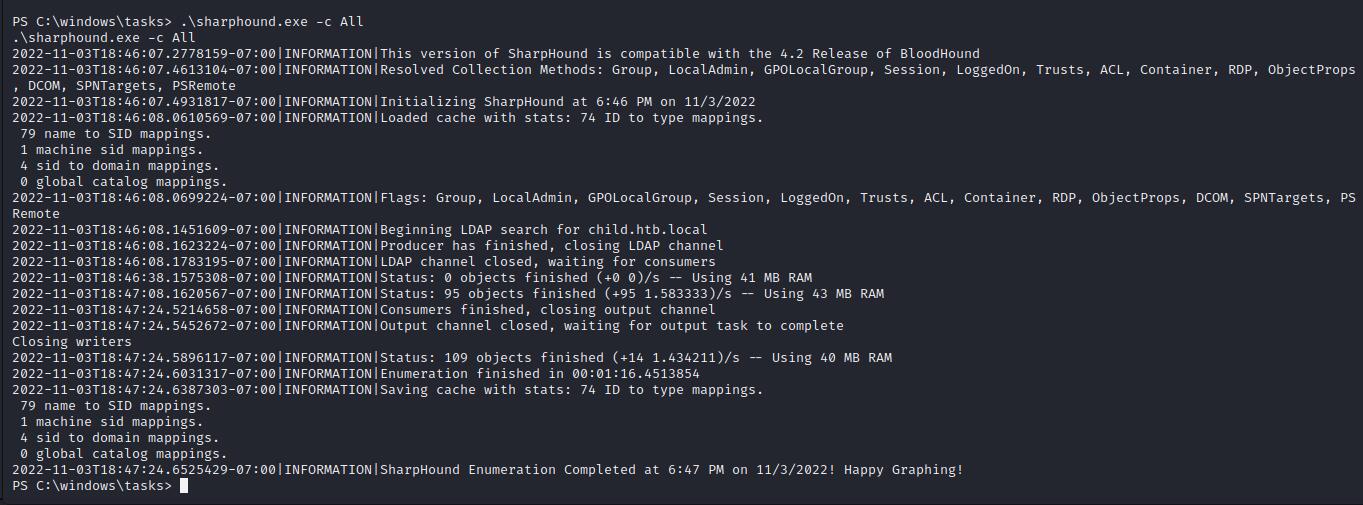 PS C:\windows\tasks> .\sharphound.exe -c All
.\sharphound.exe -c All
2022-11-03T18:46:07.2778159-07:00|INFORMATION|This version of SharpHound is compatible with the 4.2 Release of BloodHound
2022-11-03T18:46:07.4613104-07:00|INFORMATION|Resolved Collection Methods: Group, LocalAdmin, GPOLocalGroup, Session, LoggedOn, Trusts, ACL, Container, RDP, ObjectProps
, DCOM, SPNTargets, PSRemote
2022-11-03T18:46:07.4931817-07:00|INFORMATION|Initializing SharpHound at 6:46 PM on 11/3/2022
2022-11-03T18:46:08.0610569-07:00|INFORMATION|Loaded cache with stats: 74 ID to type mappings.
 79 name to SID mappings.
 1 machine sid mappings.
 4 sid to domain mappings.
 0 global catalog mappings.
2022-11-03T18:46:08.0699224-07:00|INFORMATION|Flags: Group, LocalAdmin, GPOLocalGroup, Session, LoggedOn, Trusts, ACL, Container, RDP, ObjectProps, DCOM, SPNTargets, PS
Remote
2022-11-03T18:46:08.1451609-07:00|INFORMATION|Beginning LDAP search for child.htb.local
2022-11-03T18:46:08.1623224-07:00|INFORMATION|Producer has finished, closing LDAP channel
2022-11-03T18:46:08.1783195-07:00|INFORMATION|LDAP channel closed, waiting for consumers
2022-11-03T18:46:38.1575308-07:00|INFORMATION|Status: 0 objects finished (+0 0)/s -- Using 41 MB RAM
2022-11-03T18:47:08.1620567-07:00|INFORMATION|Status: 95 objects finished (+95 1.583333)/s -- Using 43 MB RAM
2022-11-03T18:47:24.5214658-07:00|INFORMATION|Consumers finished, closing output channel
2022-11-03T18:47:24.5452672-07:00|INFORMATION|Output channel closed, waiting for output task to complete
Closing writers
2022-11-03T18:47:24.5896117-07:00|INFORMATION|Status: 109 objects finished (+14 1.434211)/s -- Using 40 MB RAM
2022-11-03T18:47:24.6031317-07:00|INFORMATION|Enumeration finished in 00:01:16.4513854
2022-11-03T18:47:24.6387303-07:00|INFORMATION|Saving cache with stats: 74 ID to type mappings.
 79 name to SID mappings.
 1 machine sid mappings.
 4 sid to domain mappings.
 0 global catalog mappings.
2022-11-03T18:47:24.6525429-07:00|INFORMATION|SharpHound Enumeration Completed at 6:47 PM on 11/3/2022! Happy Graphing!
PS C:\windows\tasks>